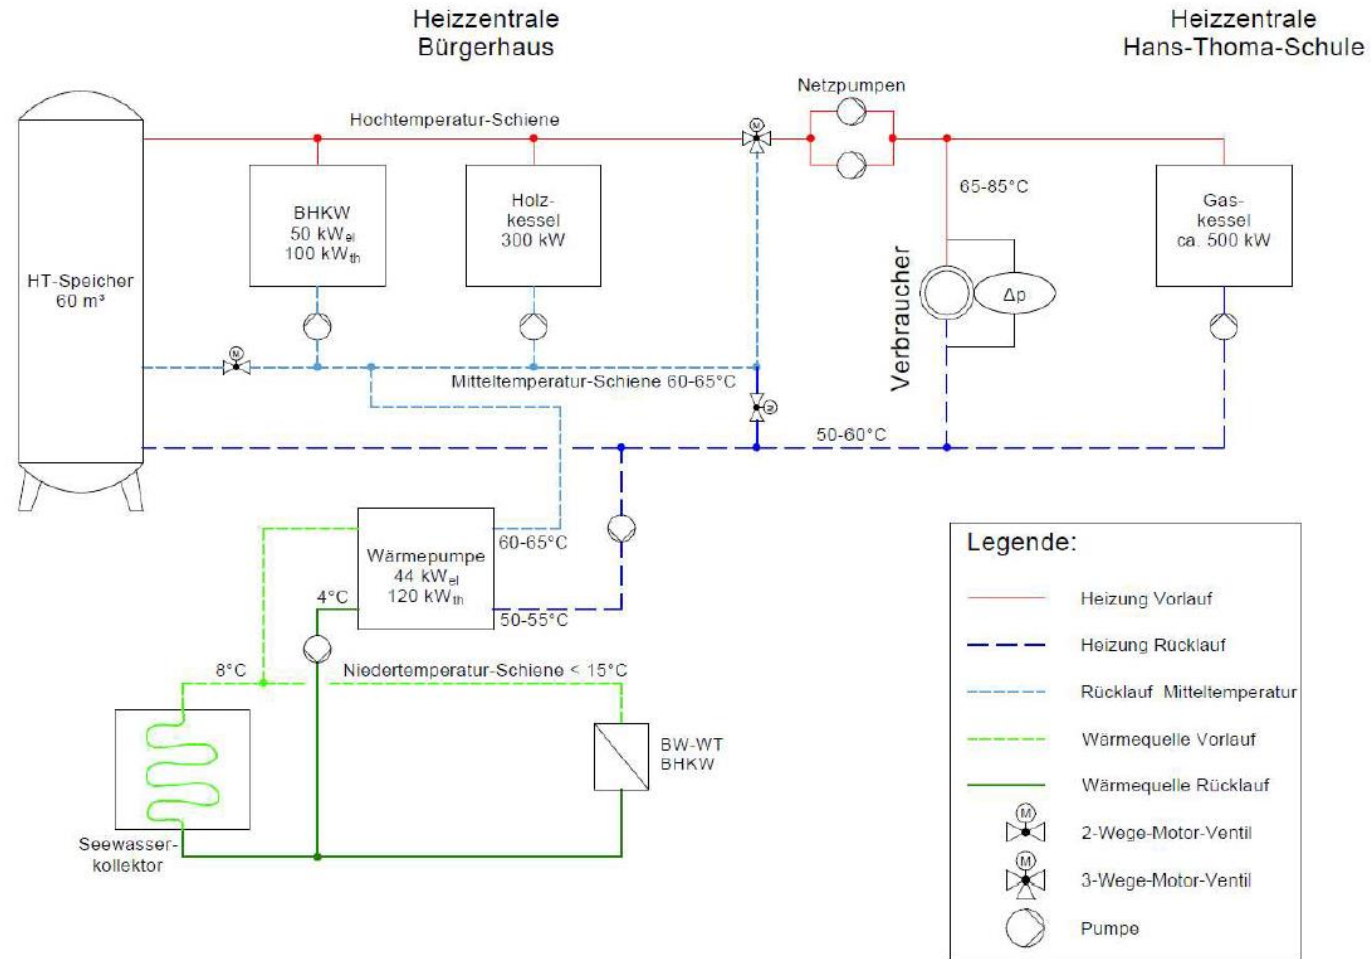 Heizzentrale
Bürgerhaus
Heizzentrale
Hans-Thoma-Schule
Netzpumpen
Hochtemperatur-Schiene
M
65-85°C
BHKW
50 kWel
100 kWth
Holz-
kessel
300 kW
Gas-
kessel
ca. 500 kW
HT-Speicher
60 m³
Verbraucher
Δp
M
Mitteltemperatur-Schiene 60-65°C
M
50-60°C
Wärmepumpe
44 kWel
120 kWth
60-65°C
50-55°C
4°C
8°C
Niedertemperatur-Schiene < 15°C
BW-WT
BHKW
Seewasser-
kollektor
Legende:
Heizung Vorlauf
Heizung Rücklauf
Rücklauf Mitteltemperatur
Wärmequelle Vorlauf
Wärmequelle Rücklauf
M
2-Wege-Motor-Ventil
M
3-Wege-Motor-Ventil
Pumpe